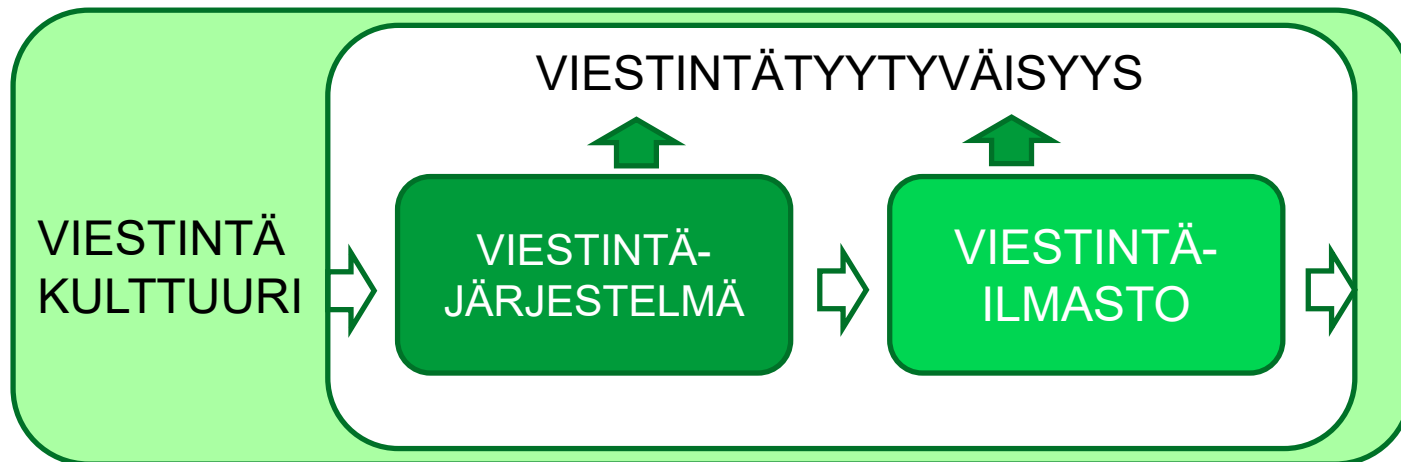 VIESTINTÄTYYTYVÄISYYS
VIESTINTÄ
KULTTUURI
VIESTINTÄ-
JÄRJESTELMÄ
VIESTINTÄ-
ILMASTO